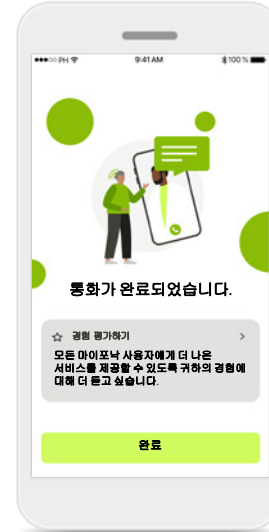 ●●●○○ PH 9:41 AM 100 %
통화가 완료되었습니다.
☆ 경험 평가하기 >
모든 마이포낙 사용자에게 더 나은
서비스를 제공할 수 있도록 귀하의 경험에
대해 더 듣고 싶습니다.
완료